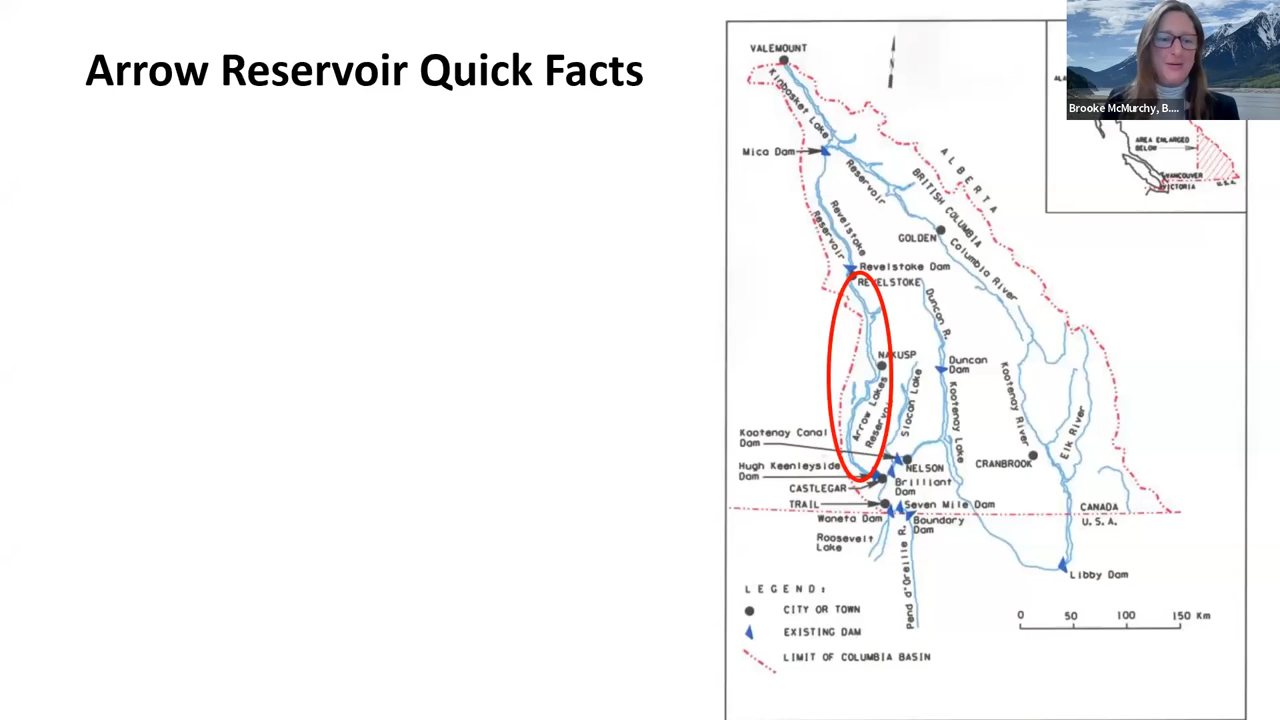 Arrow Reservoir Quick Facts
Brooke McMurchy, B....
VALEMOUNT
Kinbasket Lake
Reservoir
Mica Dam
ALBERTA
BRITISH COLUMBIA
AREA ENLARGED
BELOW
VANCOUVER
VICTORIA
U.S.A.
Revelstoke
Reservoir
GOLDEN
Columbia River
Revelstoke Dam
REVELSTOKE
Duncan R.
NAKUSP
Duncan
Dam
Arrow Lakes
Reservoir
Slocan Lake
Kootenay Lake
Kootenay River
Elk River
Kootenay Canal
Dam
Hugh Keenleyside
Dam
NELSON
CRANBROOK
CASTLEGAR
Brilliant
Dam
TRAIL
Seven Mile Dam
CANADA
U.S.A.
Waneta Dam
Boundary
Dam
Roosevelt
Lake
Pend d'Oreille R.
Libby Dam
LEGEND:
CITY OR TOWN
EXISTING DAM
LIMIT OF COLUMBIA BASIN
0 50 100 150 Km